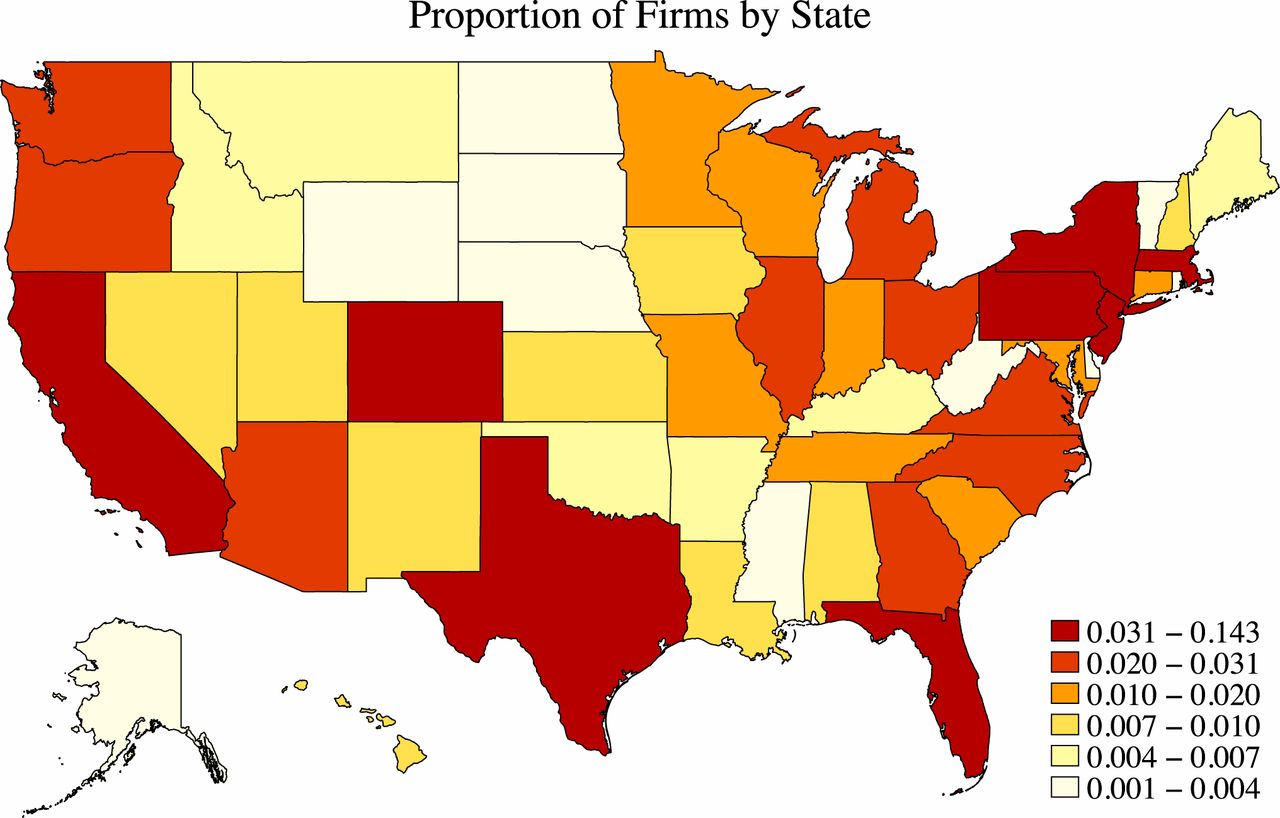 Proportion of Firms by State
0.031 – 0.143
0.020 – 0.031
0.010 – 0.020
0.007 – 0.010
0.004 – 0.007
0.001 – 0.004